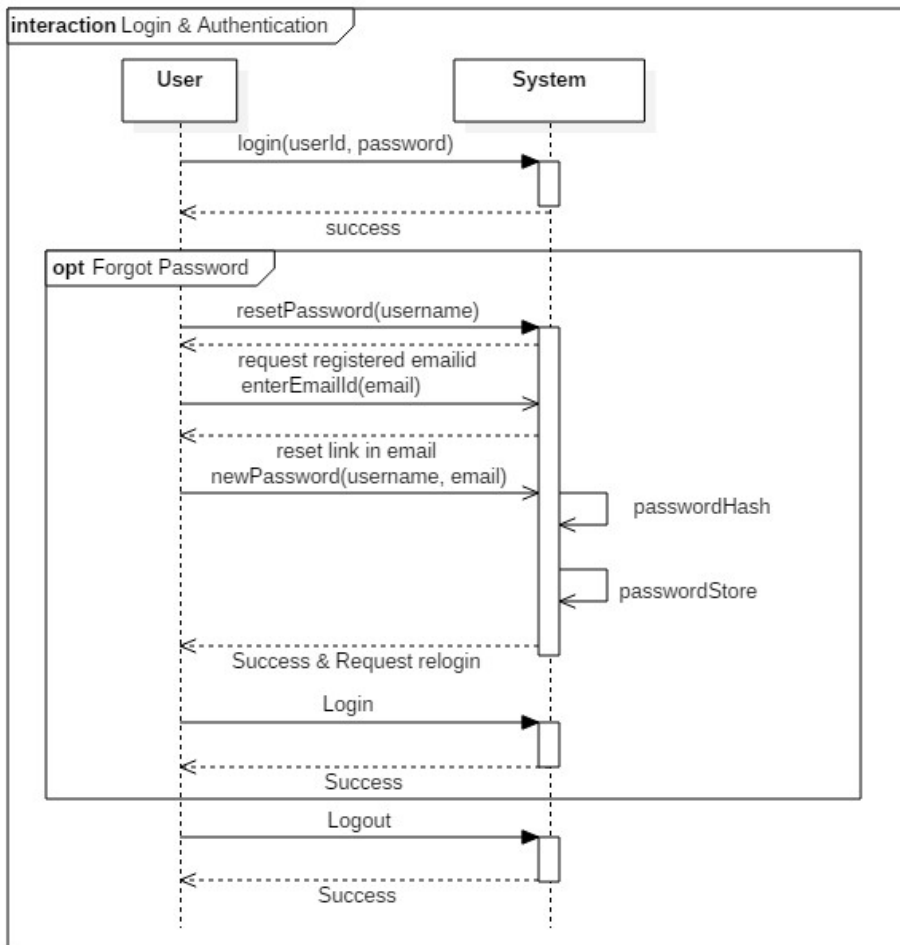 interaction Login & Authentication
User
System
login(userId, password)
success
opt Forgot Password
resetPassword(username)
request registered emailid
enterEmailId(email)
reset link in email
newPassword(username, email)
passwordHash
passwordStore
Success & Request relogin
Login
Success
Logout
Success